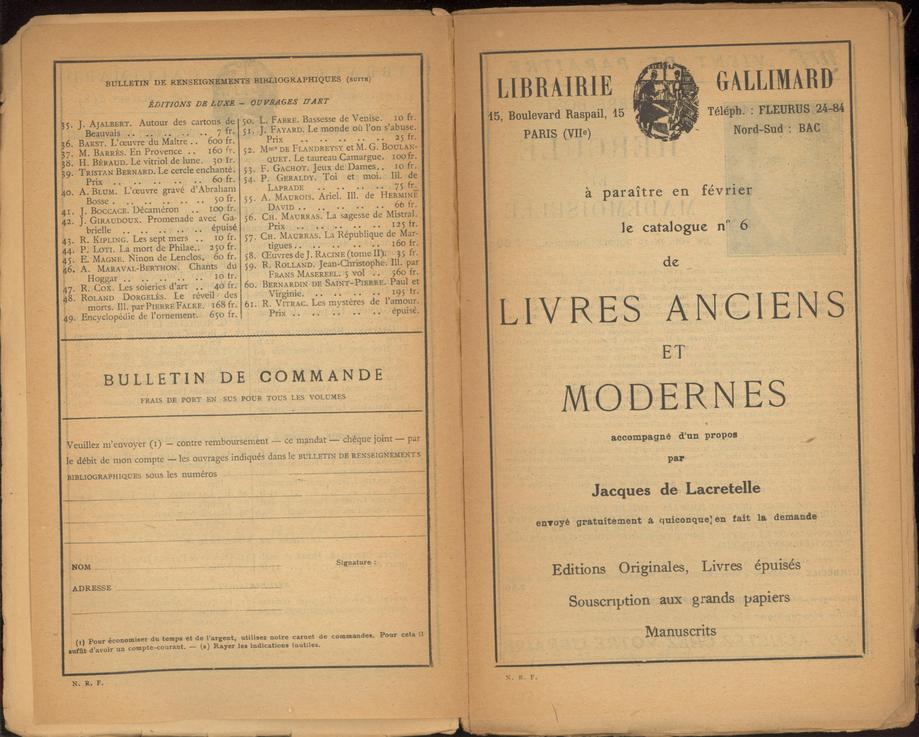 BULLETIN DE RENSEIGNEMENTS BIBLIOGRAPHIQUES (SUITE)
ÉDITIONS DE LUXE — OUVRAGES D'ART
35. J. AJALBERT. Autour des cartons de
Beauvais .. .. .. .. .. 7 fr.
36. BAKST. L'œuvre du Maître .. 600 fr.
37. M. BARRÈS. En Provence .. 160 fr.
38. H. BÉRAUD. Le vitriol de lune. 30 fr.
39. TRISTAN BERNARD. Le cercle enchanté.
Prix .. .. .. .. .. .. 60 fr.
40. A. BLUM. L'œuvre gravé d'Abraham
Bosse .. .. .. .. .. .. 50 fr.
41. J. BOCCACE. Décaméron .. 100 fr.
42. J. GIRAUDOUX. Promenade avec Ga-
brielle .. .. .. .. .. épuisé
43. R. KIPLING. Les sept mers .. 10 fr.
44. P. LOTI. La mort de Philae.. 250 fr.
45. E. MAGNE. Ninon de Lenclos, 60 fr.
46. A. MARAVAL-BERTHON. Chants du
Hoggar .. .. .. .. .. 10 fr.
47. R. COX. Les soieries d'art .. 40 fr.
48. ROLAND DORGELÈS. Le réveil des
morts. Ill. par PIERRE FALKE. 168 fr.
49. Encyclopédie de l'ornement. 650 fr.
50. L. FABRE. Bassesse de Venise. 10 fr.
51. J. FAYARD. Le monde où l'on s'abuse.
Prix .. .. .. .. .. .. 25 fr.
52. Mme DE FLANDREYSY et M. G. BOULAN-
QUET. Le taureau Camargue. 100 fr.
53. F. GACHOT. Jeux de Dames.. 10 fr.
54. P. GERALDY. Toi et moi. Ill. de
LAPRADE .. .. .. .. .. 75 fr.
55. A. MAUROIS. Ariel. Ill. de HERMINE
DAVID .. .. .. .. .. .. 66 fr.
56. CH. MAURRAS. La sagesse de Mistral.
Prix .. .. .. .. .. .. 125 fr.
57. CH. MAURRAS. La République de Mar-
tigues .. .. .. .. .. .. 160 fr.
58. Œuvres de J. RACINE (tome II). 35 fr.
59. R. ROLLAND. Jean-Christophe. Ill. par
FRANS MASEREEL. 5 vol .. 560 fr.
60. BERNARDIN DE SAINT-PIERRE. Paul et
Virginie. .. .. .. .. .. 195 fr.
61. R. VITRAC. Les mystères de l'amour.
Prix .. .. .. .. .. .. épuisé.
BULLETIN DE COMMANDE
FRAIS DE PORT EN SUS POUR TOUS LES VOLUMES
Veuillez m'envoyer (1) — contre remboursement — ce mandat — chèque joint — par
le débit de mon compte — les ouvrages indiqués dans le BULLETIN DE RENSEIGNEMENTS
BIBLIOGRAPHIQUES sous les numéros
NOM
Signature :
ADRESSE
(1) Pour économiser du temps et de l'argent, utilisez notre carnet de commandes. Pour cela il
suffit d'avoir un compte-courant. — (2) Rayer les indications inutiles.
N. R. F.
LIBRAIRIE GALLIMARD
15, Boulevard Raspail, 15
PARIS (VIIe)
Téléph. : FLEURUS 24-84
Nord-Sud : BAC
à paraître en février
le catalogue n° 6
de
LIVRES ANCIENS
ET
MODERNES
accompagné d'un propos
par
Jacques de Lacretelle
envoyé gratuitement à quiconque en fait la demande
Editions Originales, Livres épuisés
Souscription aux grands papiers
Manuscrits
N. R. F.